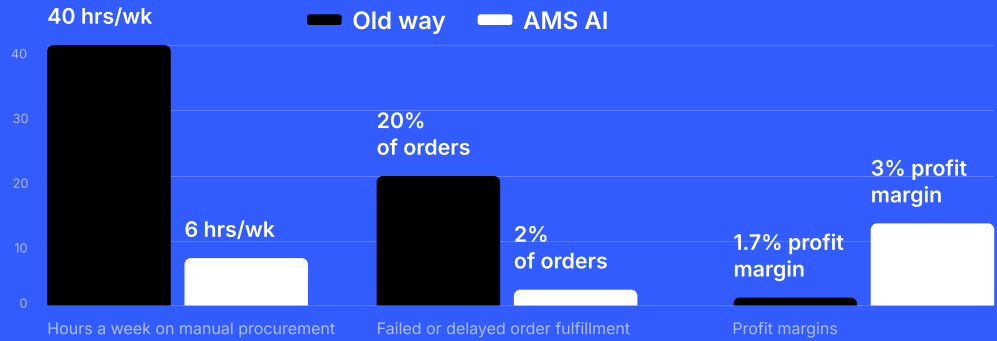 40 hrs/wk
Old way
AMS AI
40
30
20
10
0
20%
of orders
6 hrs/wk
2%
of orders
1.7% profit
margin
3% profit
margin
Hours a week on manual procurement
Failed or delayed order fulfillment
Profit margins